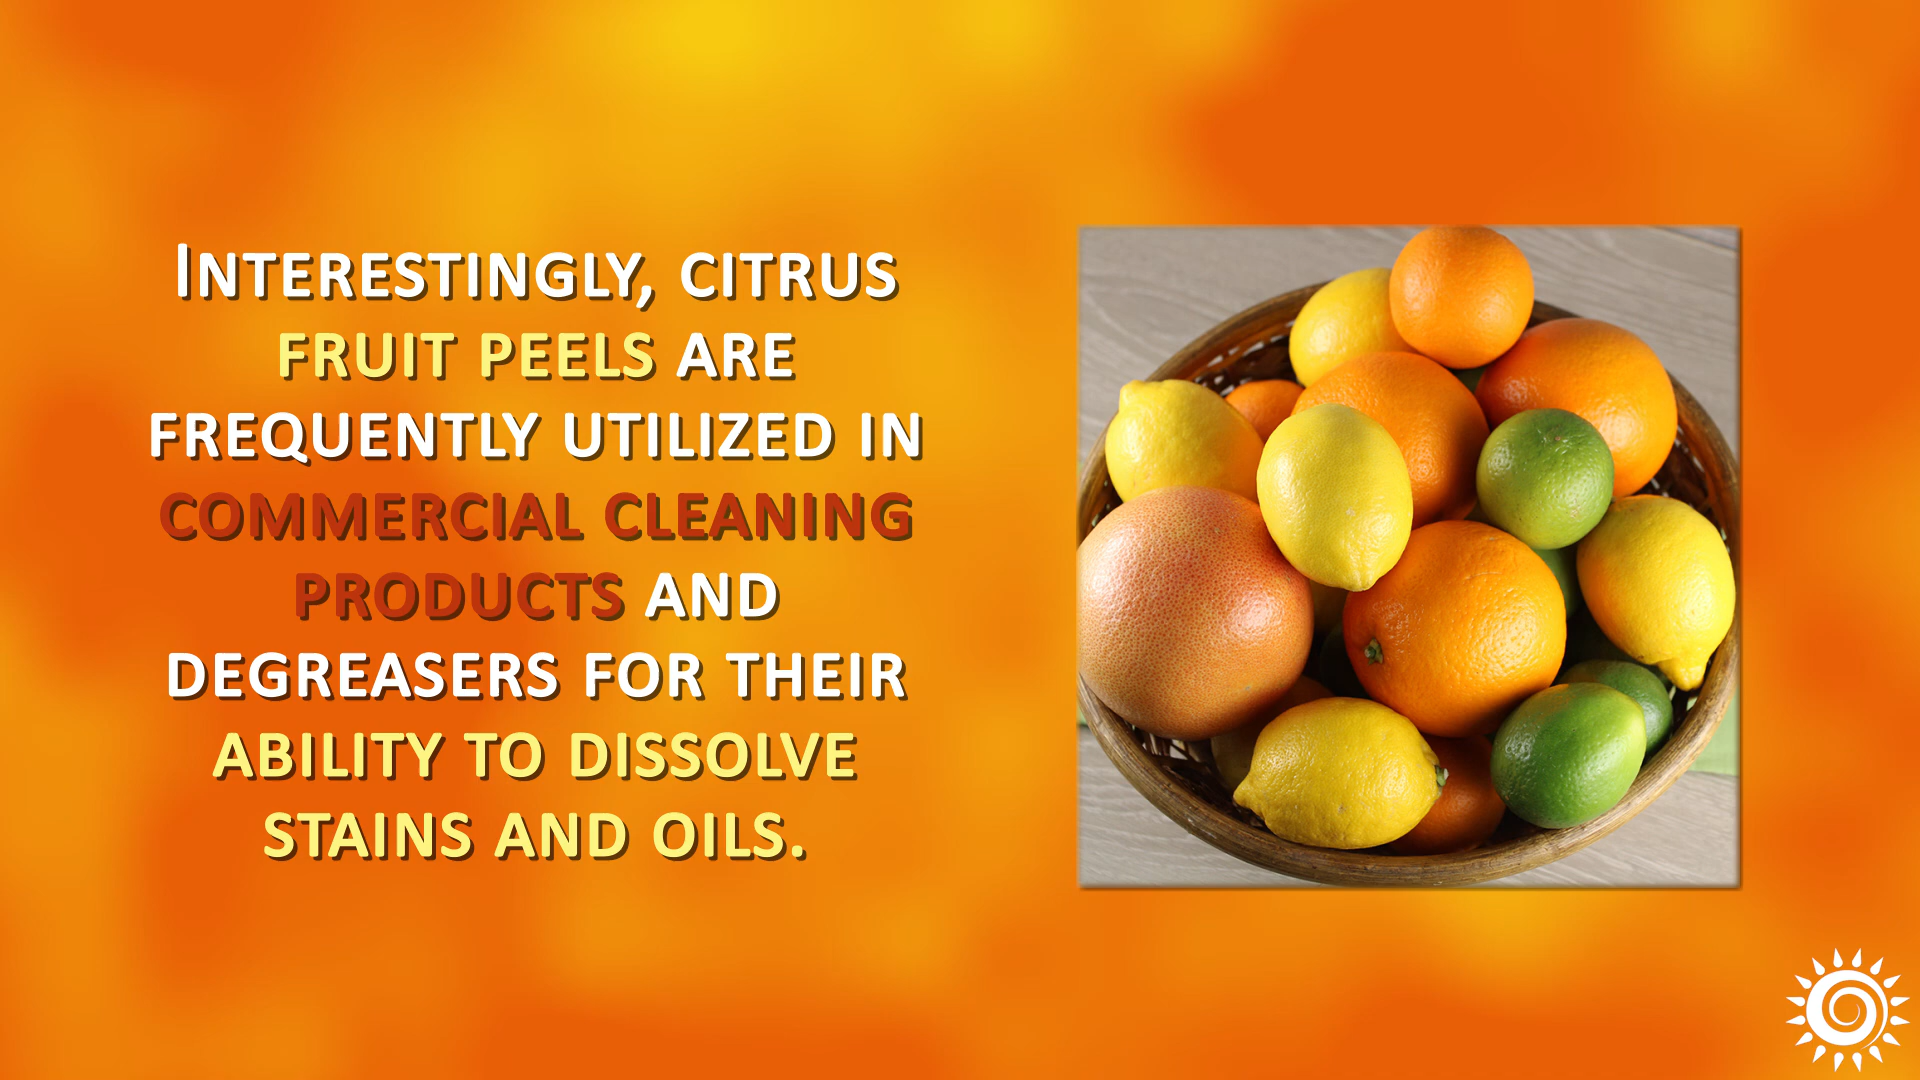 Interestingly, citrus
fruit peels are
frequently utilized in
commercial cleaning
products and
degreasers for their
ability to dissolve
stains and oils.